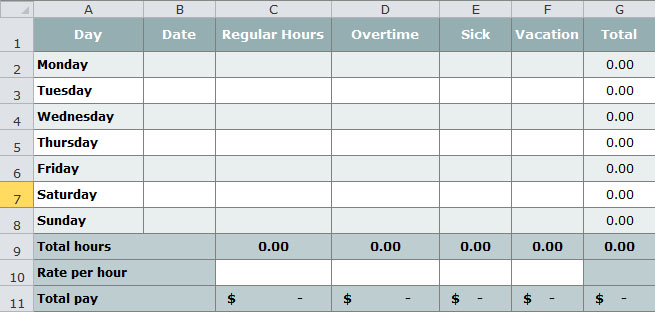 A B C D E F G
1 Day Date Regular Hours Overtime Sick Vacation Total
2 Monday 0.00
3 Tuesday 0.00
4 Wednesday 0.00
5 Thursday 0.00
6 Friday 0.00
7 Saturday 0.00
8 Sunday 0.00
9 Total hours 0.00 0.00 0.00 0.00 0.00
10 Rate per hour
11 Total pay $ - $ - $ - $ - $ -